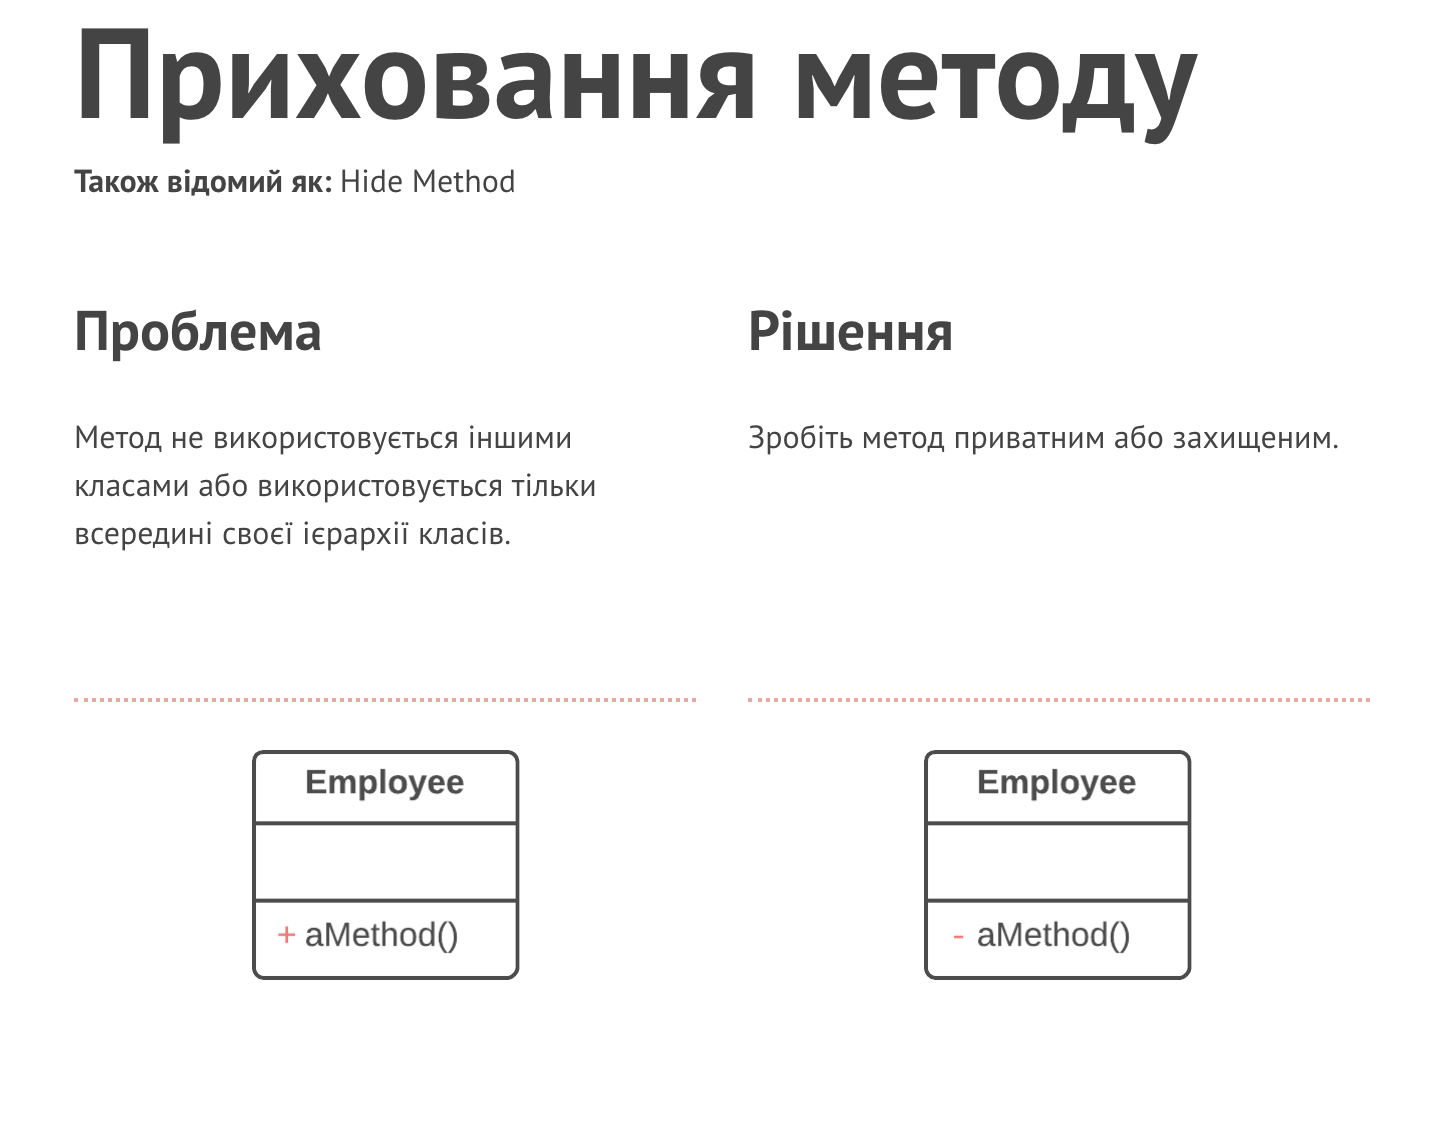 Приховання методу
Також відомий як: Hide Method
Проблема
Метод не використовується іншими
класами або використовується тільки
всередині своєї ієрархії класів.
Рішення
Зробіть метод приватним або захищеним.
Employee
+ aMethod()
Employee
- aMethod()